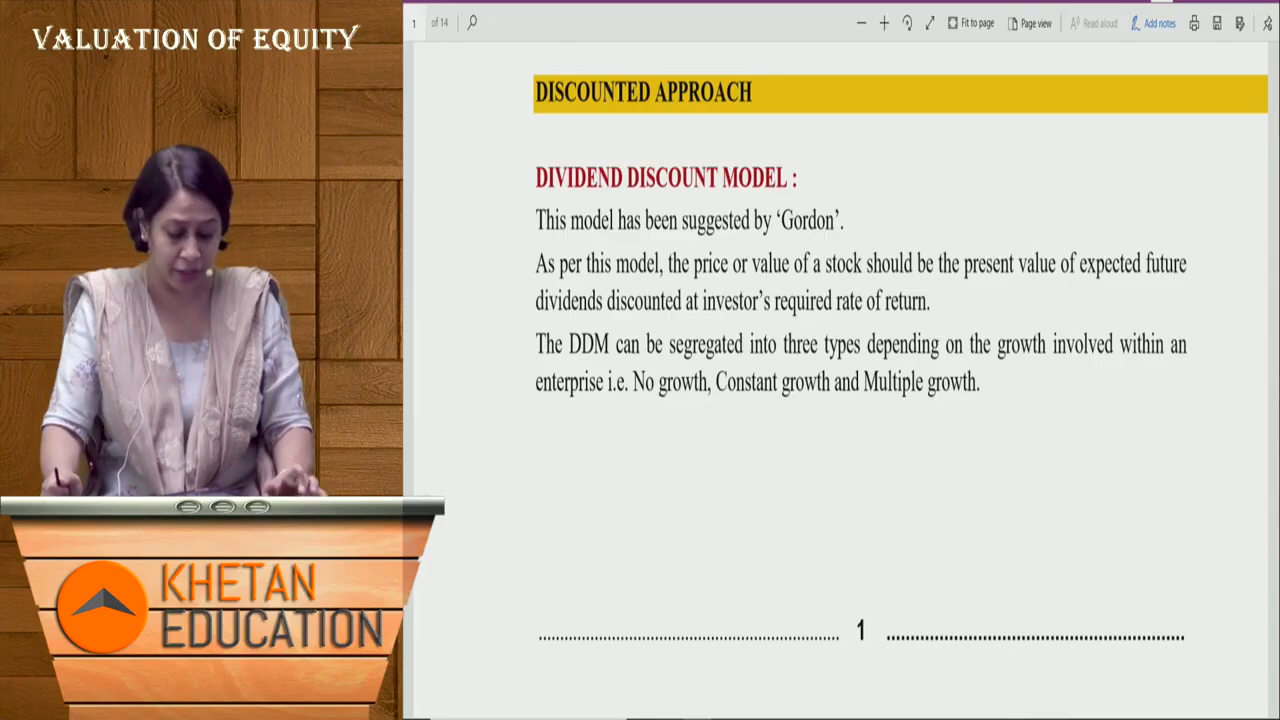 VALUATION OF EQUITY
1 of 14
Fit to page
Page view
Read aloud
Add notes
DISCOUNTED APPROACH
DIVIDEND DISCOUNT MODEL :
This model has been suggested by ‘Gordon’.
As per this model, the price or value of a stock should be the present value of expected future
dividends discounted at investor’s required rate of return.
The DDM can be segregated into three types depending on the growth involved within an
enterprise i.e. No growth, Constant growth and Multiple growth.
1
KHETAN
EDUCATION